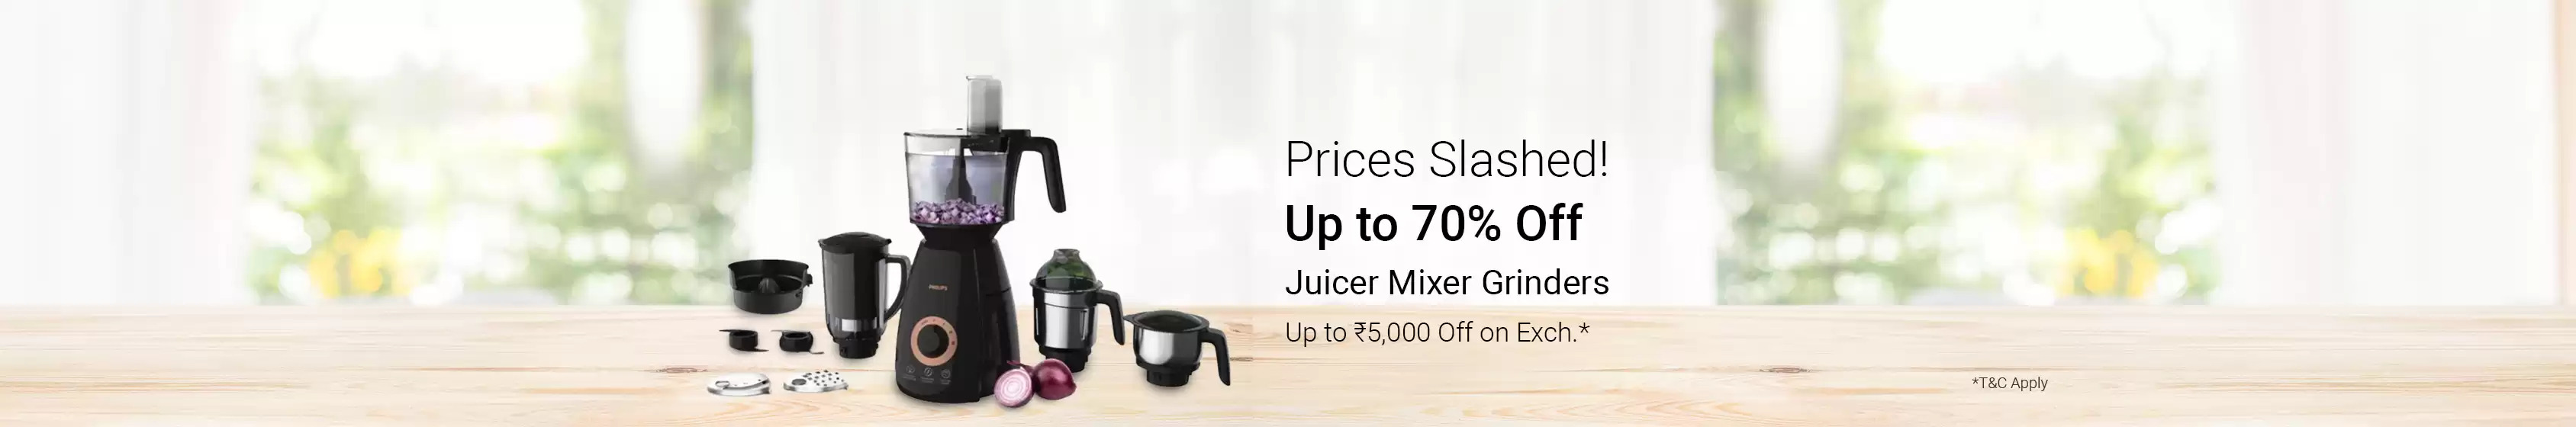 Prices Slashed!
Up to 70% Off
Juicer Mixer Grinders
Up to ₹5,000 Off on Exch.*
*T&C Apply
PHILIPS